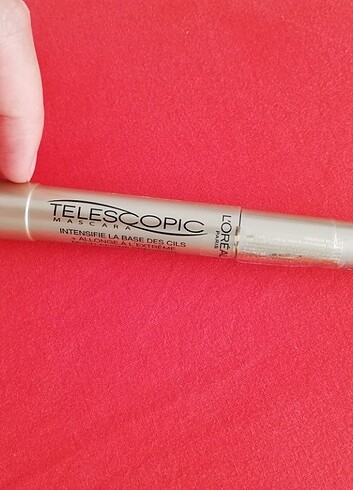 TELESCOPIC
MASCARA
INTENSIFIE LA BASE DES CILS
+ ALLONGE À L'EXTRÊME
L'ORÉAL
PARIS